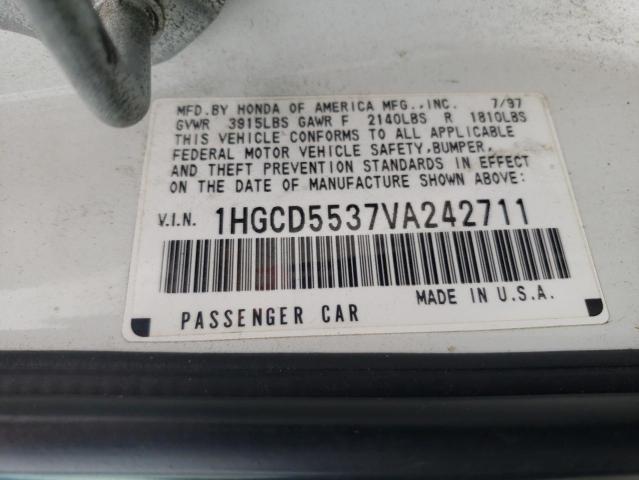 MFD.BY HONDA OF AMERICA MFG.,INC. 7/97
GVWR 3915LBS GAWR F 2140LBS R 1810LBS
THIS VEHICLE CONFORMS TO ALL APPLICABLE
FEDERAL MOTOR VEHICLE SAFETY,BUMPER,
AND THEFT PREVENTION STANDARDS IN EFFECT
ON THE DATE OF MANUFACTURE SHOWN ABOVE:
V.I.N. 1HGCD5537VA242711
PASSENGER CAR MADE IN U.S.A.